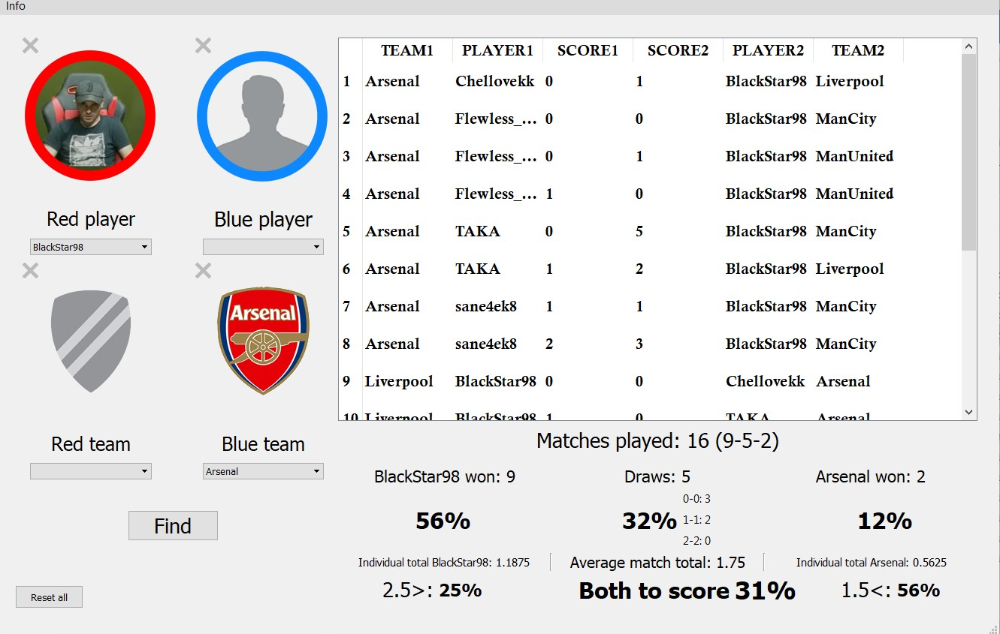 Info
TEAM1 PLAYER1 SCORE1 SCORE2 PLAYER2 TEAM2
1 Arsenal Chellovekk 0 1 BlackStar98 Liverpool
2 Arsenal Flewless_... 0 0 BlackStar98 ManCity
3 Arsenal Flewless_... 0 1 BlackStar98 ManUnited
4 Arsenal Flewless_... 1 0 BlackStar98 ManUnited
5 Arsenal TAKA 0 5 BlackStar98 ManCity
6 Arsenal TAKA 1 2 BlackStar98 Liverpool
7 Arsenal sane4ek8 1 1 BlackStar98 ManCity
8 Arsenal sane4ek8 2 3 BlackStar98 ManCity
9 Liverpool BlackStar98 0 0 Chellovekk Arsenal
10 Liverpool BlackStar98 1 0 TAKA Arsenal
Red player
Blue player
BlackStar98
Arsenal
Red team
Blue team
Arsenal
Find
Reset all
Matches played: 16 (9-5-2)
BlackStar98 won: 9
Draws: 5
Arsenal won: 2
56%
32%
0-0: 3
1-1: 2
2-2: 0
12%
Individual total BlackStar98: 1.1875
Average match total: 1.75
Individual total Arsenal: 0.5625
2.5>: 25%
Both to score 31%
1.5<: 56%